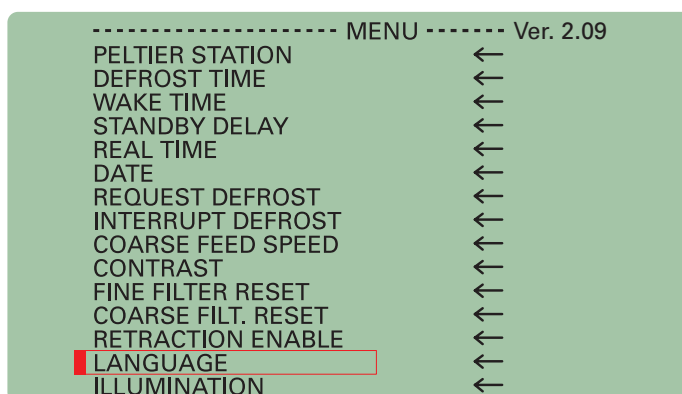 --------------------- MENU ------- Ver. 2.09
PELTIER STATION ←
DEFROST TIME ←
WAKE TIME ←
STANDBY DELAY ←
REAL TIME ←
DATE ←
REQUEST DEFROST ←
INTERRUPT DEFROST ←
COARSE FEED SPEED ←
CONTRAST ←
FINE FILTER RESET ←
COARSE FILT. RESET ←
RETRACTION ENABLE ←
LANGUAGE ←
ILLUMINATION ←